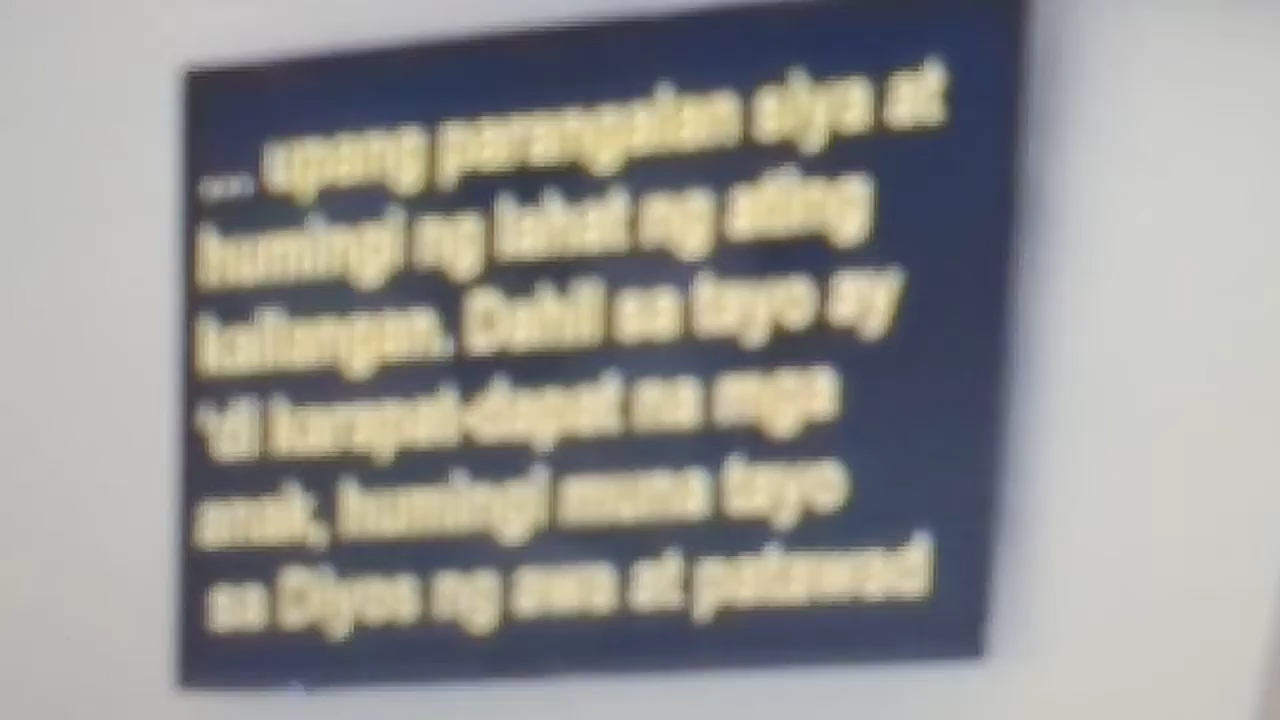 ... upang parangalan siya at
humingi ng lahat ng ating
kailangan. Dahil sa tayo ay
'di karapat-dapat na mga
anak, humingi muna tayo
sa Diyos ng awa at patawad